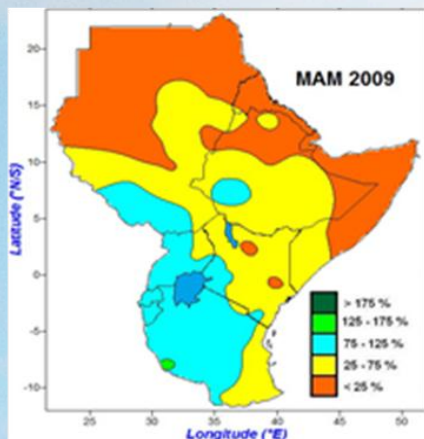 MAM 2009
20
15
10
5
0
-5
-10
Latitude (°N/S)
25 30 35 40 45 50
Longitude (°E)
> 175 %
125 - 175 %
75 - 125 %
25 - 75 %
< 25 %